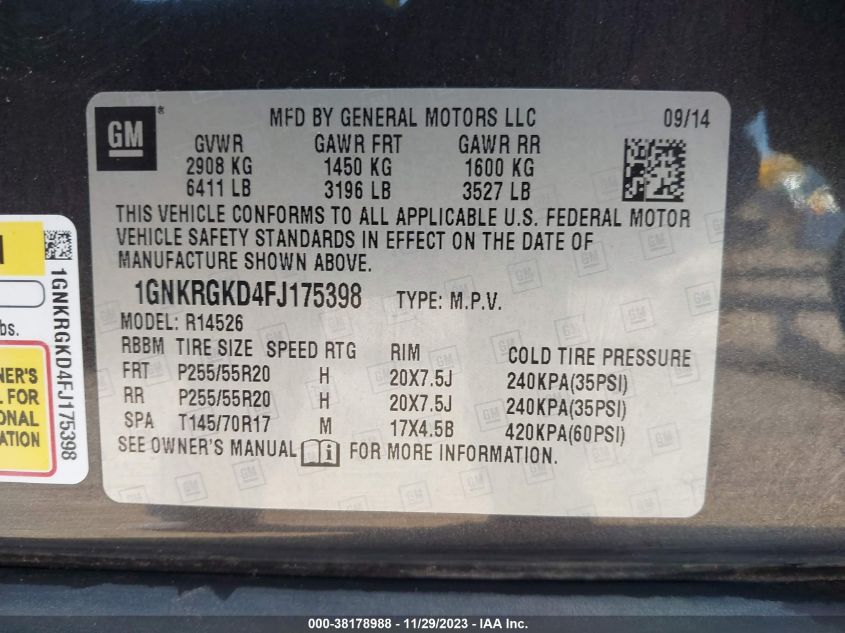 GM ® MFD BY GENERAL MOTORS LLC 09/14
GVWR GAWR FRT GAWR RR
2908 KG 1450 KG 1600 KG
6411 LB 3196 LB 3527 LB
THIS VEHICLE CONFORMS TO ALL APPLICABLE U.S. FEDERAL MOTOR
VEHICLE SAFETY STANDARDS IN EFFECT ON THE DATE OF
MANUFACTURE SHOWN ABOVE.
1GNKRGKD4FJ175398 TYPE: M.P.V.
MODEL: R14526
RBBM TIRE SIZE SPEED RTG RIM COLD TIRE PRESSURE
FRT P255/55R20 H 20X7.5J 240KPA(35PSI)
RR P255/55R20 H 20X7.5J 240KPA(35PSI)
SPA T145/70R17 M 17X4.5B 420KPA(60PSI)
SEE OWNER'S MANUAL FOR MORE INFORMATION.
1GNKRGKD4FJ175398
bs.
NER'S
FOR
ONAL
ATION
000-38178988 - 11/29/2023 - IAA Inc.